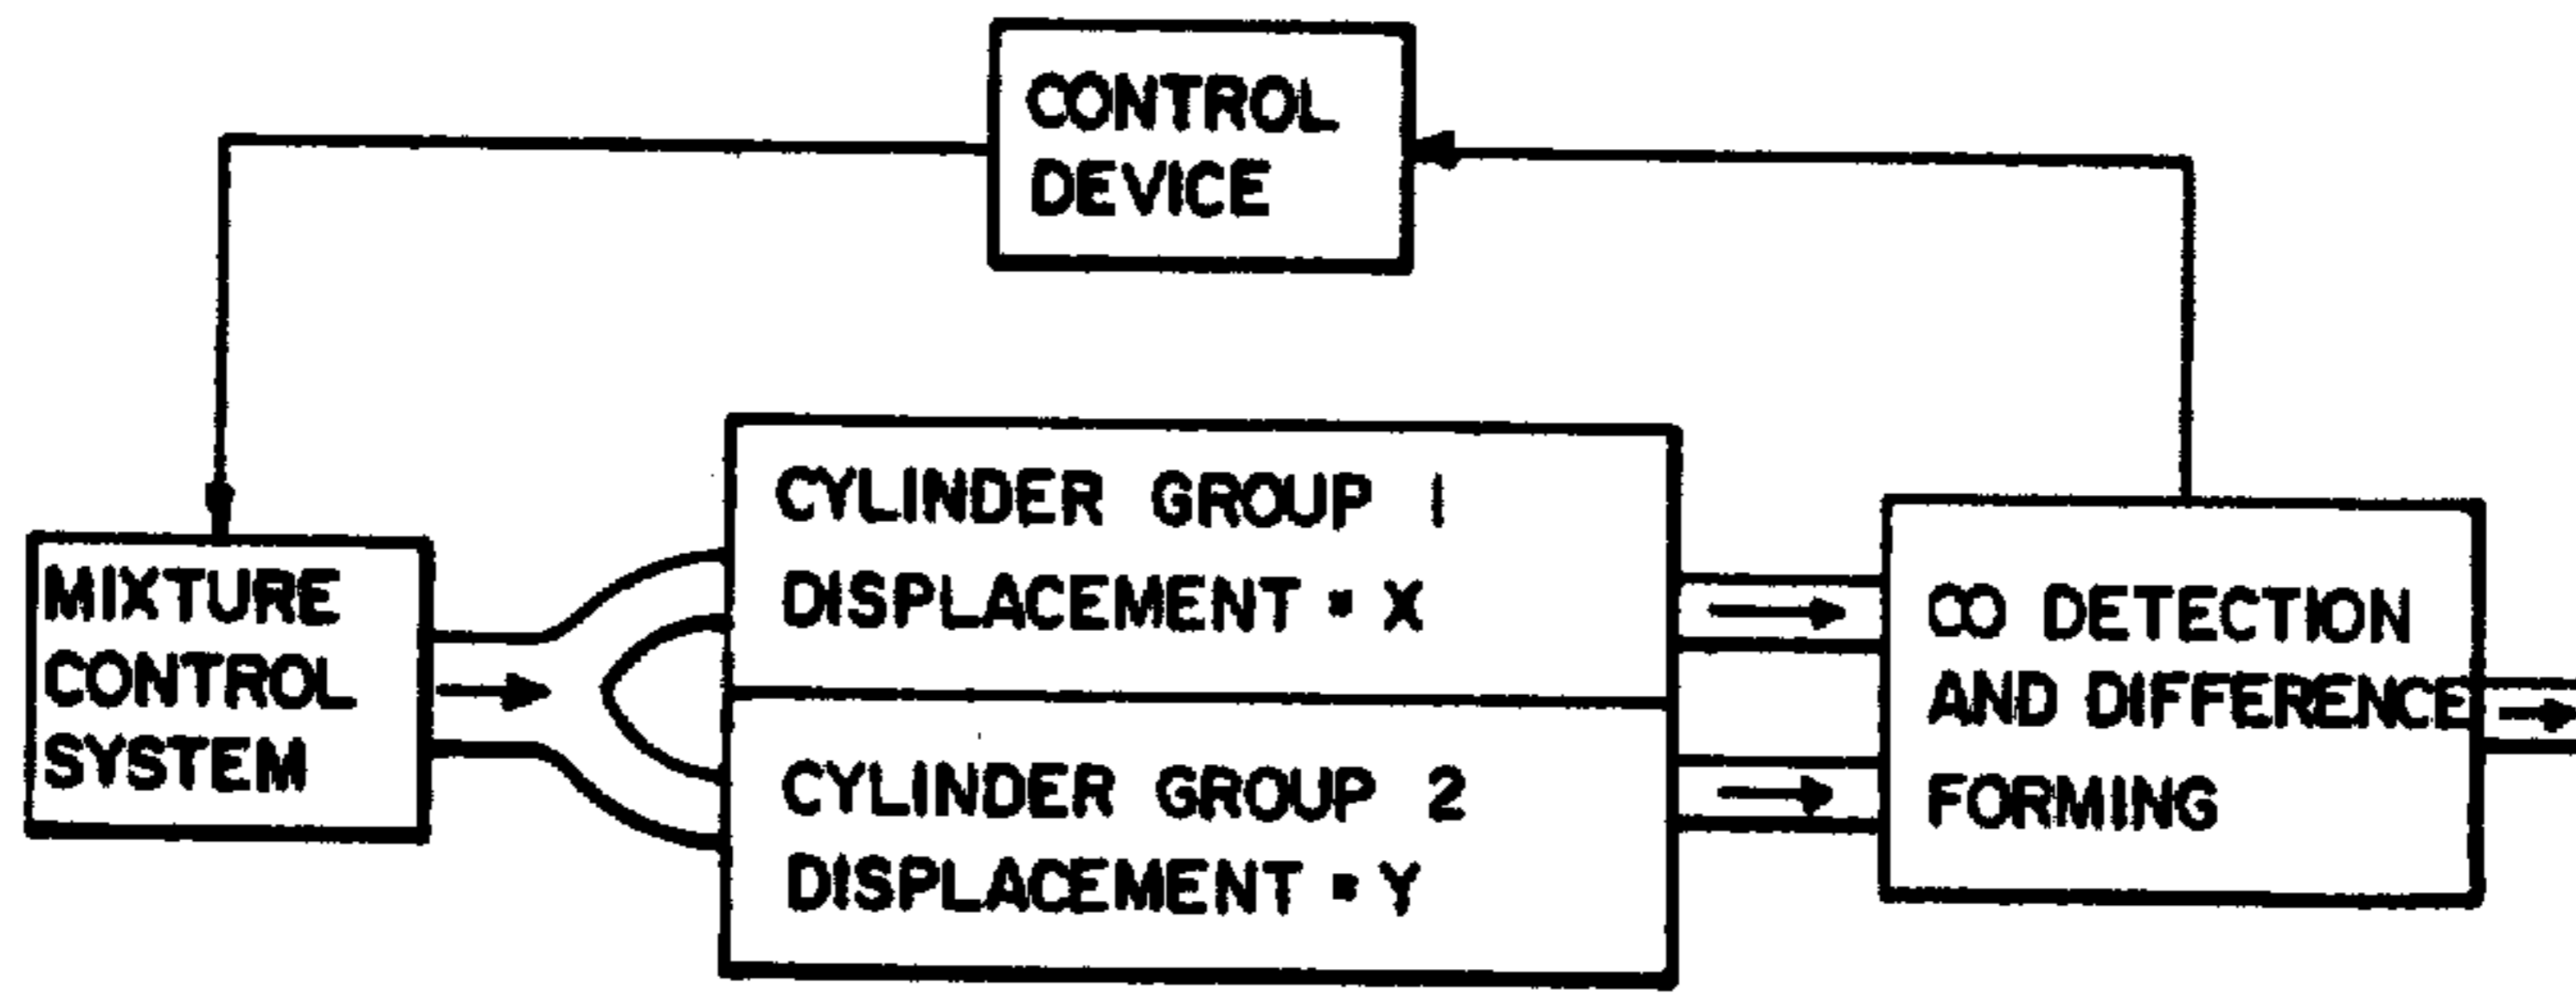 CONTROL
DEVICE
MIXTURE
CONTROL
SYSTEM
CYLINDER GROUP 1
DISPLACEMENT = X
CYLINDER GROUP 2
DISPLACEMENT = Y
CO DETECTION
AND DIFFERENCE
FORMING